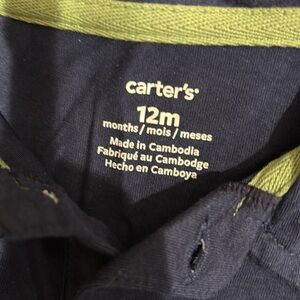 carter's
12m
months/mois/meses
Made in Cambodia
Fabriqué au Cambodge
Hecho en Camboya